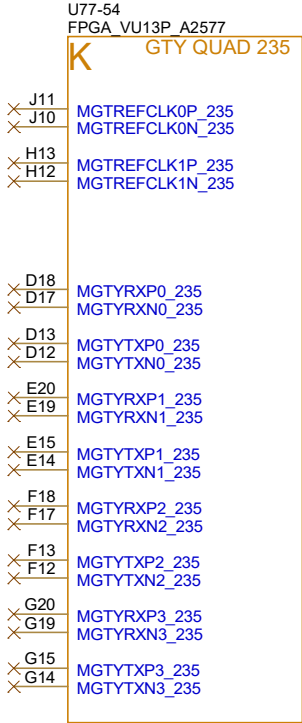 U77-54
FPGA_VU13P_A2577
K GTY QUAD 235
J11 MGTREFCLK0P_235
J10 MGTREFCLK0N_235
H13 MGTREFCLK1P_235
H12 MGTREFCLK1N_235
D18 MGTYRXP0_235
D17 MGTYRXN0_235
D13 MGTYTXP0_235
D12 MGTYTXN0_235
E20 MGTYRXP1_235
E19 MGTYRXN1_235
E15 MGTYTXP1_235
E14 MGTYTXN1_235
F18 MGTYRXP2_235
F17 MGTYRXN2_235
F13 MGTYTXP2_235
F12 MGTYTXN2_235
G20 MGTYRXP3_235
G19 MGTYRXN3_235
G15 MGTYTXP3_235
G14 MGTYTXN3_235